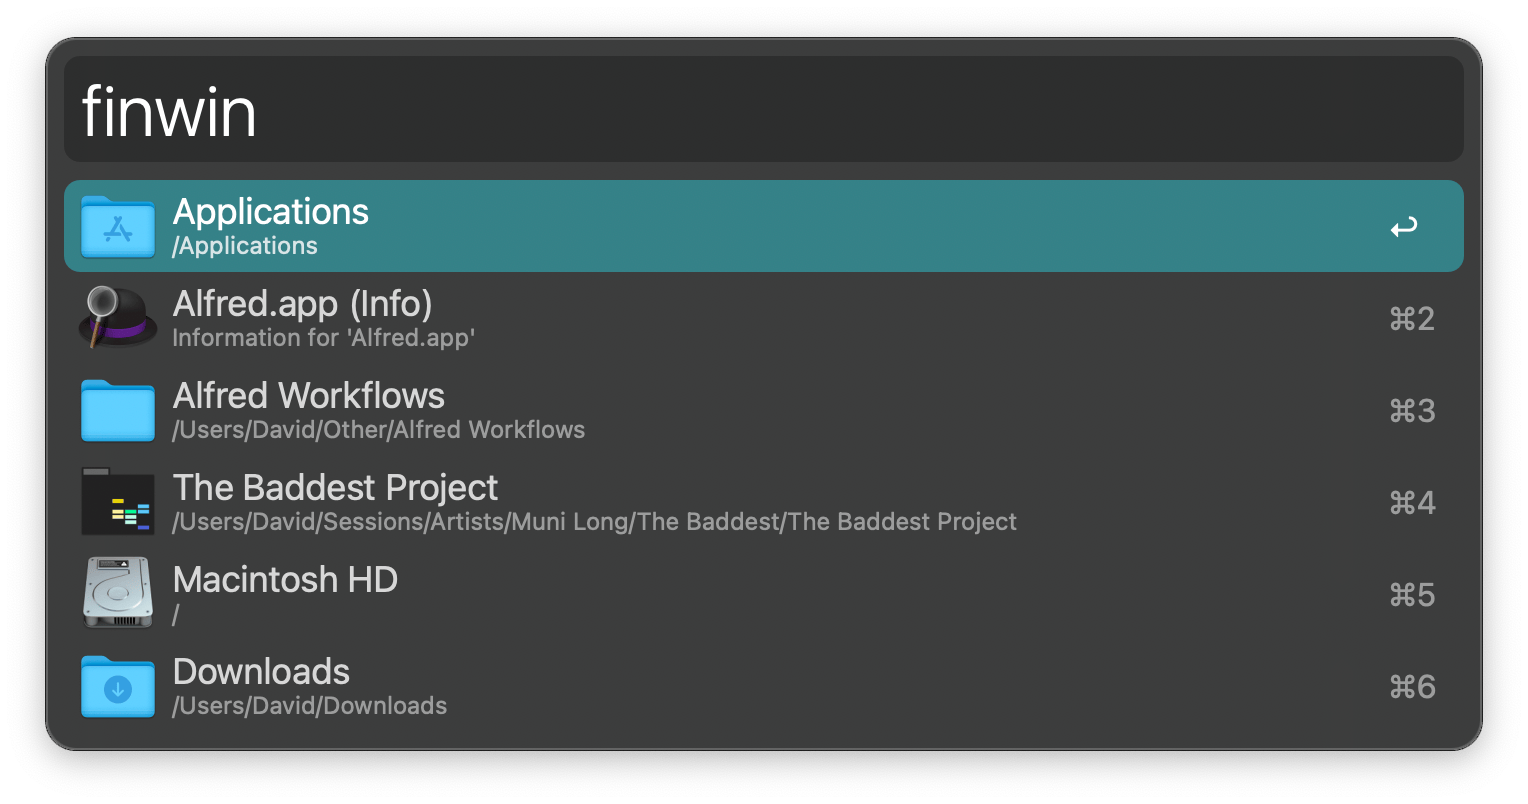 finwin
Applications
/Applications
↩
Alfred.app (Info)
Information for 'Alfred.app'
⌘2
Alfred Workflows
/Users/David/Other/Alfred Workflows
⌘3
The Baddest Project
/Users/David/Sessions/Artists/Muni Long/The Baddest/The Baddest Project
⌘4
Macintosh HD
/
⌘5
Downloads
/Users/David/Downloads
⌘6